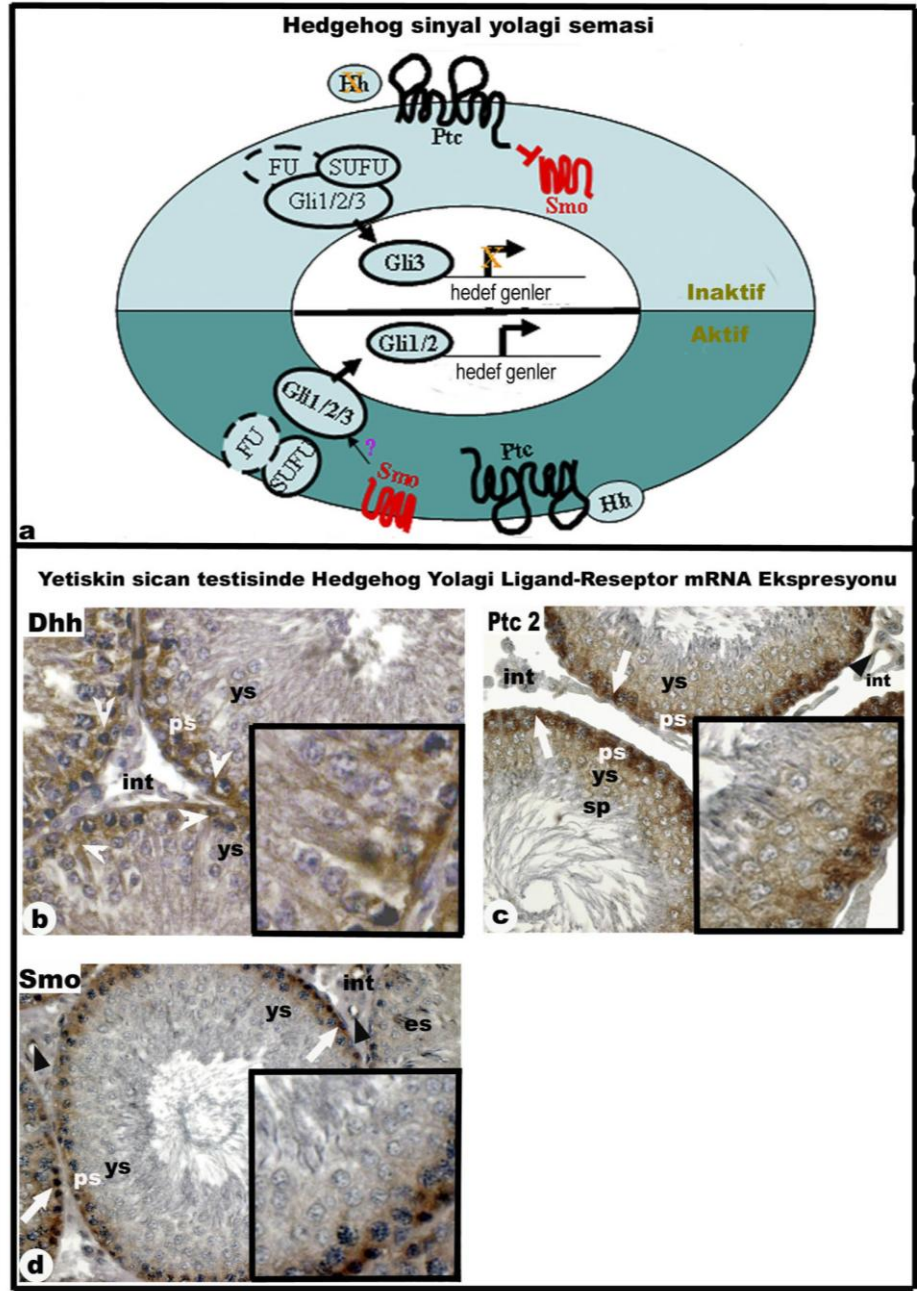 Hedgehog sinyal yolagi semasi
Hh
X
Ptc
FU
SUFU
Gli1/2/3
Smo
Gli3
X
hedef genler
Inaktif
Aktif
Gli1/2
hedef genler
Gli1/2/3
?
Ptc
FU
SUFU
Smo
Hh
a
Yetiskin sican testisinde Hedgehog Yolagi Ligand-Reseptor mRNA Ekspresyonu
Dhh
ys
ps
int
ys
b
Ptc 2
int
int
ys
ps
ps
ys
sp
c
Smo
int
ys
es
ys
ps
d